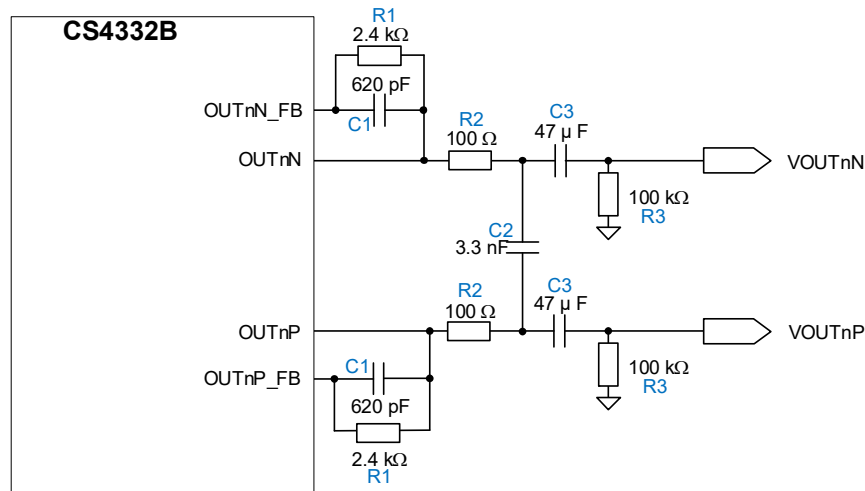 CS4332B
R1
2.4 kΩ
620 pF
OUTnN_FB
C1
R2
C3
100 Ω
47 µ F
OUTnN
VOUTnN
100 kΩ
R3
C2
3.3 nF
R2
C3
100 Ω
47 µ F
OUTnP
VOUTnP
C1
100 kΩ
OUTnP_FB
R3
620 pF
2.4 kΩ
R1